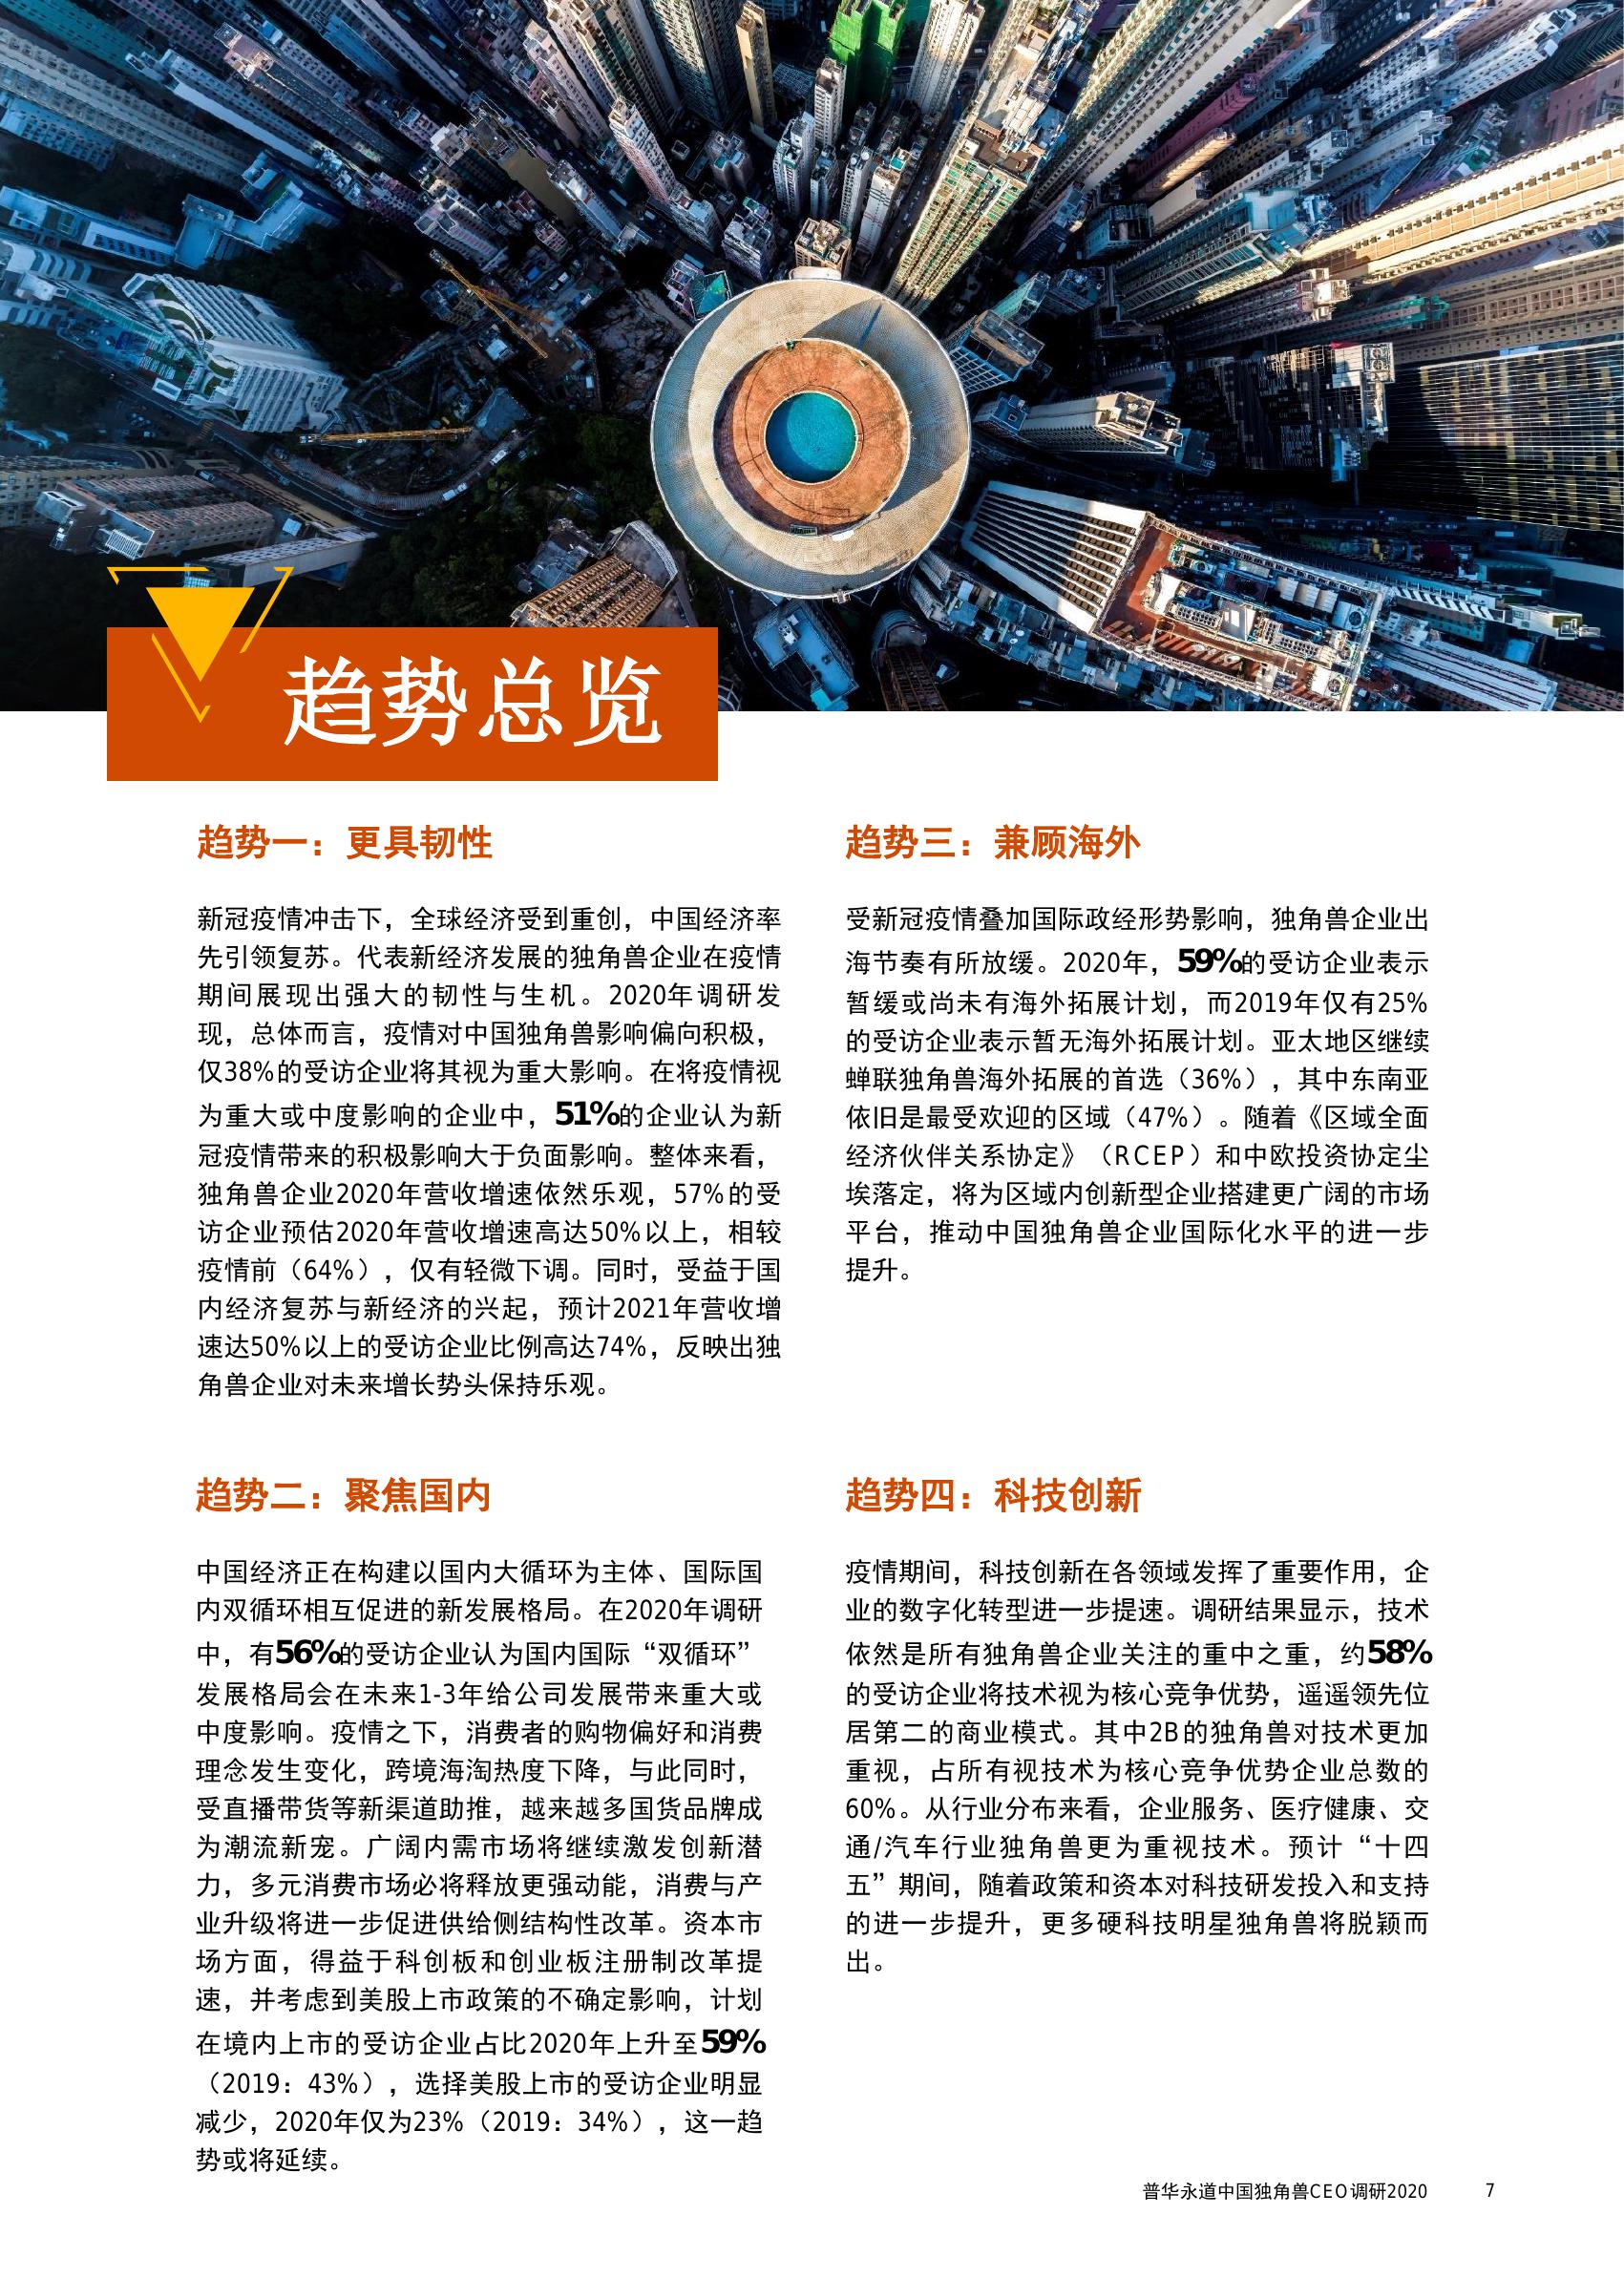 趋势总览
趋势一：更具韧性
新冠疫情冲击下，全球经济受到重创，中国经济率
先引领复苏。代表新经济发展的独角兽企业在疫情
期间展现出强大的韧性与生机。2020年调研发
现，总体而言，疫情对中国独角兽影响偏向积极，
仅38%的受访企业将其视为重大影响。在将疫情视
为重大或中度影响的企业中，51%的企业认为新
冠疫情带来的积极影响大于负面影响。整体来看，
独角兽企业2020年营收增速依然乐观，57%的受
访企业预估2020年营收增速高达50%以上，相较
疫情前（64%），仅有轻微下调。同时，受益于国
内经济复苏与新经济的兴起，预计2021年营收增
速达50%以上的受访企业比例高达74%，反映出独
角兽企业对未来增长势头保持乐观。
趋势二：聚焦国内
中国经济正在构建以国内大循环为主体、国际国
内双循环相互促进的新发展格局。在2020年调研
中，有56%的受访企业认为国内国际“双循环”
发展格局会在未来1-3年给公司发展带来重大或
中度影响。疫情之下，消费者的购物偏好和消费
理念发生变化，跨境海淘热度下降，与此同时，
受直播带货等新渠道助推，越来越多国货品牌成
为潮流新宠。广阔内需市场将继续激发创新潜
力，多元消费市场必将释放更强动能，消费与产
业升级将进一步促进供给侧结构性改革。资本市
场方面，得益于科创板和创业板注册制改革提
速，并考虑到美股上市政策的不确定影响，计划
在境内上市的受访企业占比2020年上升至59%
（2019：43%），选择美股上市的受访企业明显
减少，2020年仅为23%（2019：34%），这一趋
势或将延续。
趋势三：兼顾海外
受新冠疫情叠加国际政经形势影响，独角兽企业出
海节奏有所放缓。2020年，59%的受访企业表示
暂缓或尚未有海外拓展计划，而2019年仅有25%
的受访企业表示暂无海外拓展计划。亚太地区继续
蝉联独角兽海外拓展的首选（36%），其中东南亚
依旧是最受欢迎的区域（47%）。随着《区域全面
经济伙伴关系协定》（RCEP）和中欧投资协定尘
埃落定，将为区域内创新型企业搭建更广阔的市场
平台，推动中国独角兽企业国际化水平的进一步
提升。
趋势四：科技创新
疫情期间，科技创新在各领域发挥了重要作用，企
业的数字化转型进一步提速。调研结果显示，技术
依然是所有独角兽企业关注的重中之重，约58%
的受访企业将技术视为核心竞争优势，遥遥领先位
居第二的商业模式。其中2B的独角兽对技术更加
重视，占所有视技术为核心竞争优势企业总数的
60%。从行业分布来看，企业服务、医疗健康、交
通/汽车行业独角兽更为重视技术。预计“十四
五”期间，随着政策和资本对科技研发投入和支持
的进一步提升，更多硬科技明星独角兽将脱颖而
出。
普华永道中国独角兽CEO调研2020 7